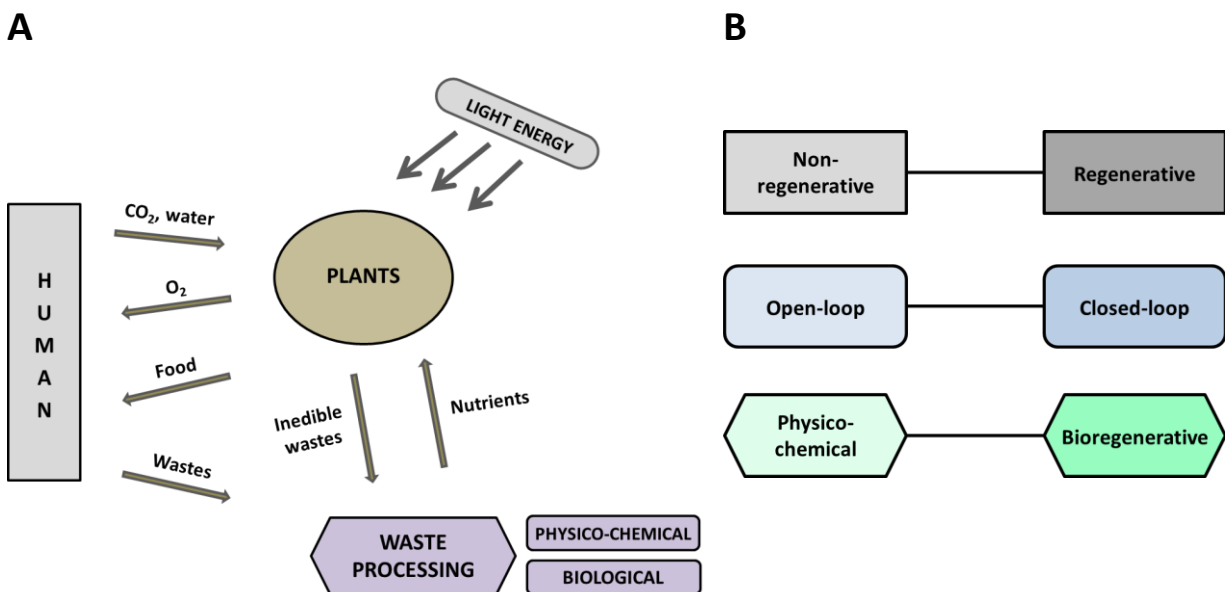 A
LIGHT ENERGY
CO₂, water
PLANTS
O₂
Food
Wastes
H
U
M
A
N
Inedible
wastes
Nutrients
WASTE
PROCESSING
PHYSICO-CHEMICAL
BIOLOGICAL
B
Non-
regenerative
Regenerative
Open-loop
Closed-loop
Physico-
chemical
Bioregenerative